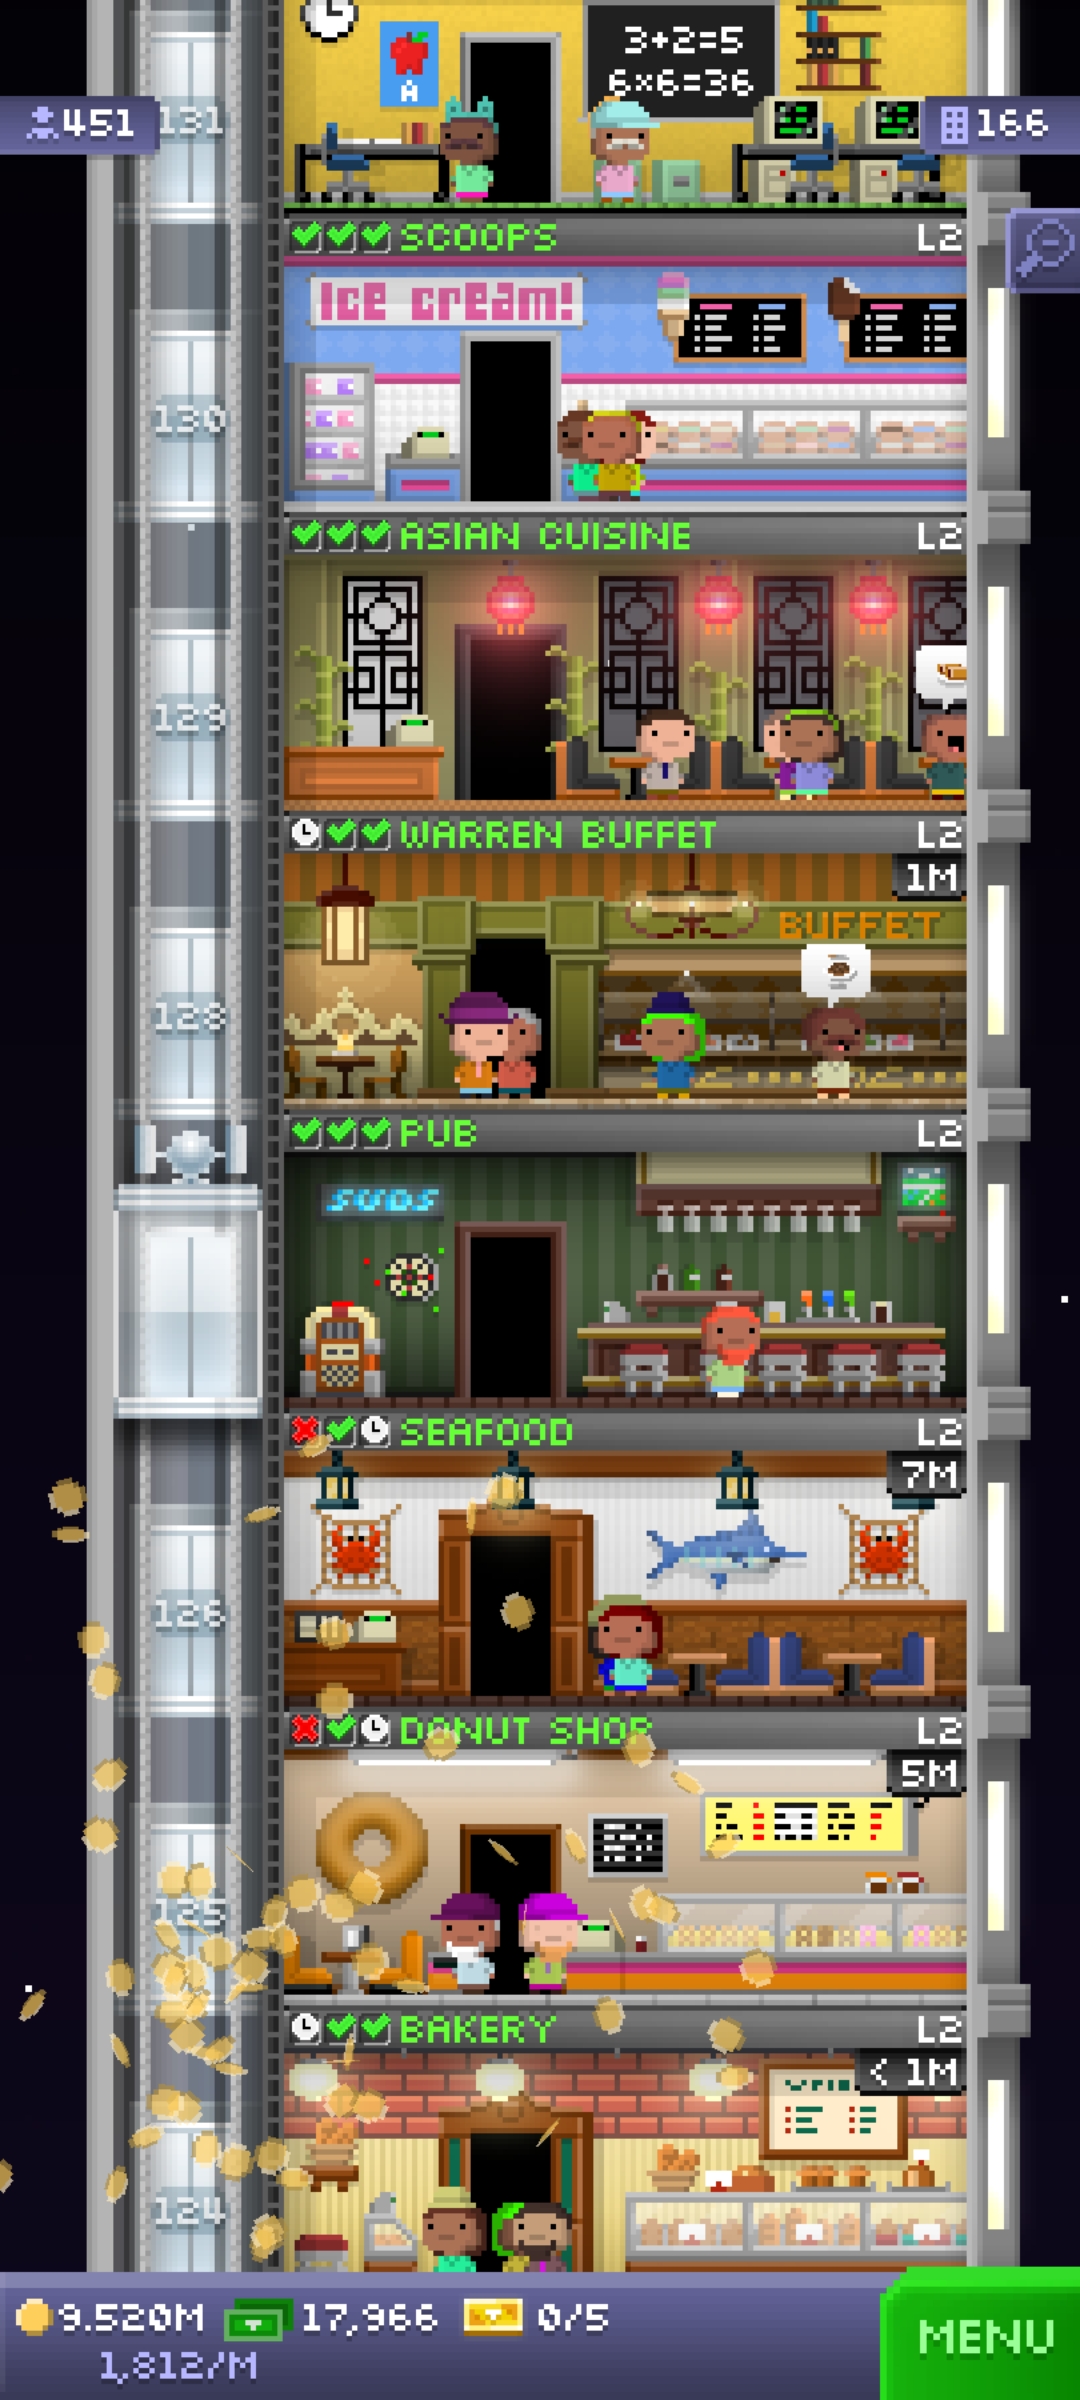 3+2=5
6×6=36
A
451
131
166
SCOOPS
L2
Ice cream!
130
ASIAN CUISINE
L2
129
WARREN BUFFET
L2
1M
BUFFET
128
PUB
L2
SUDS
SEAFOOD
L2
7M
126
DONUT SHOP
L2
5M
125
BAKERY
L2
< 1M
124
9.520M
17,966
0/5
MENU
1,812/M